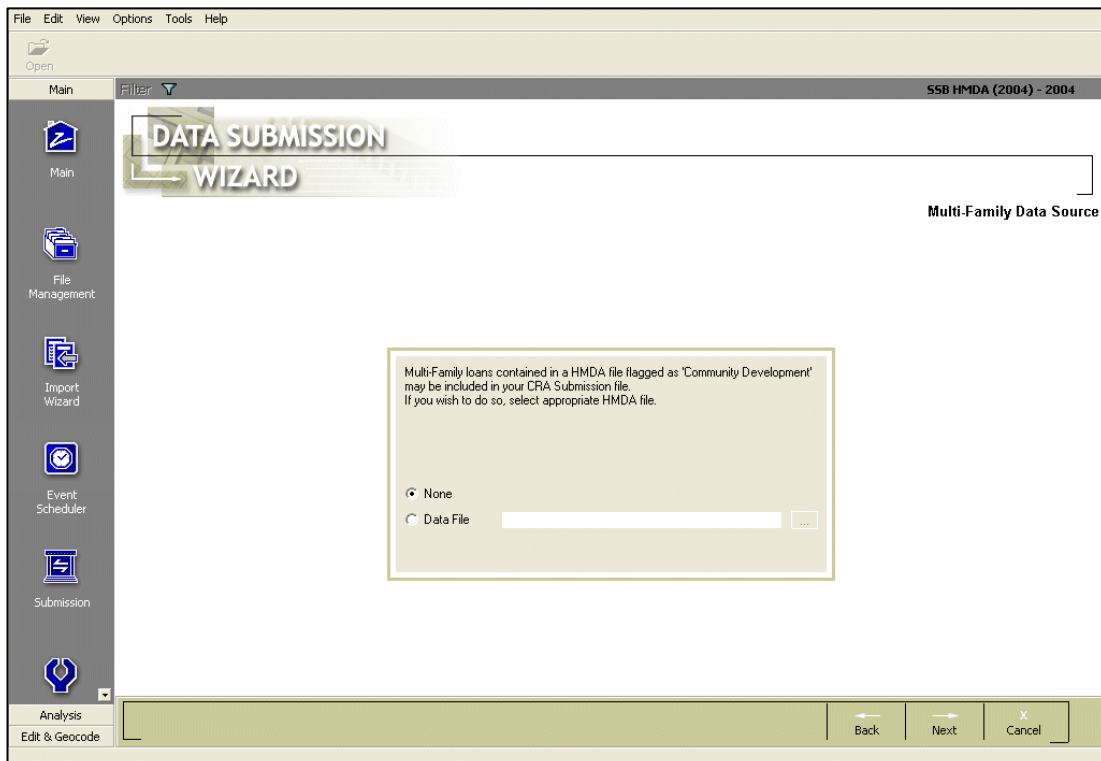 File Edit View Options Tools Help
Open
Main
Filter
SSB HMDA (2004) - 2004
DATA SUBMISSION
WIZARD
Multi-Family Data Source
Main
File
Management
Import
Wizard
Event
Scheduler
Submission
Multi-Family loans contained in a HMDA file flagged as 'Community Development'
may be included in your CRA Submission file.
If you wish to do so, select appropriate HMDA file.
None
Data File
...
Analysis
Edit & Geocode
Back
Next
X
Cancel